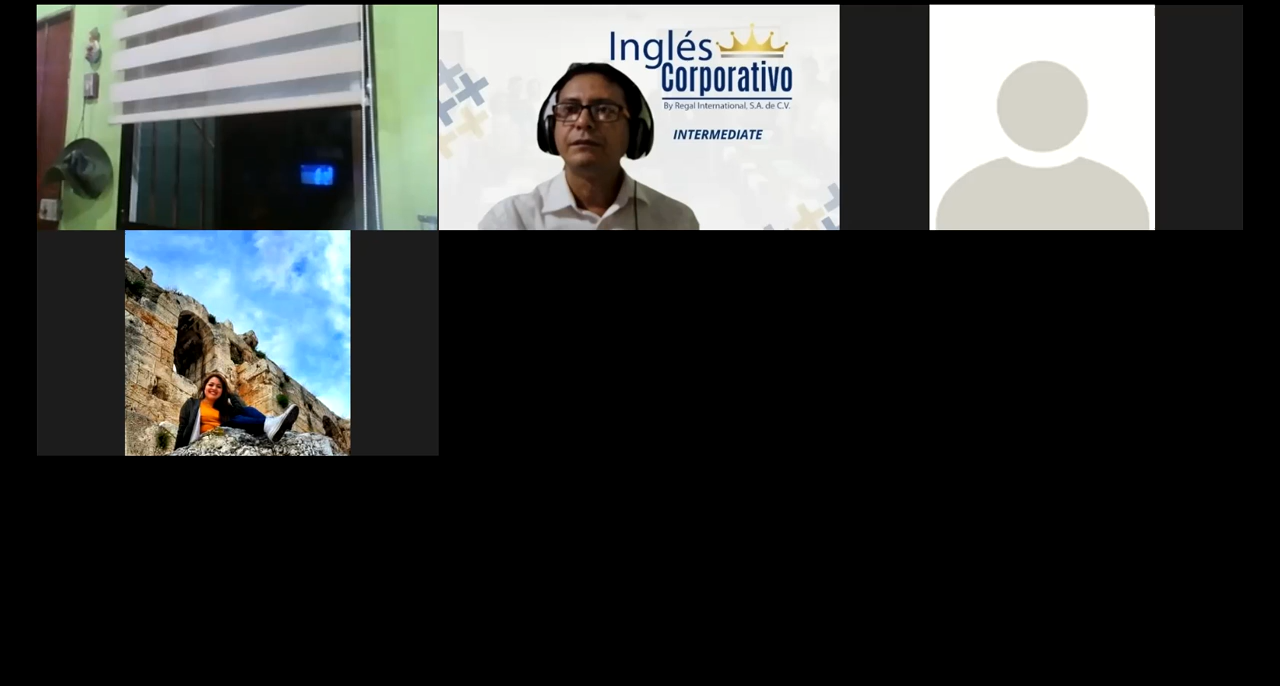 Inglés
Corporativo
By Regal International, S.A. de C.V.
INTERMEDIATE